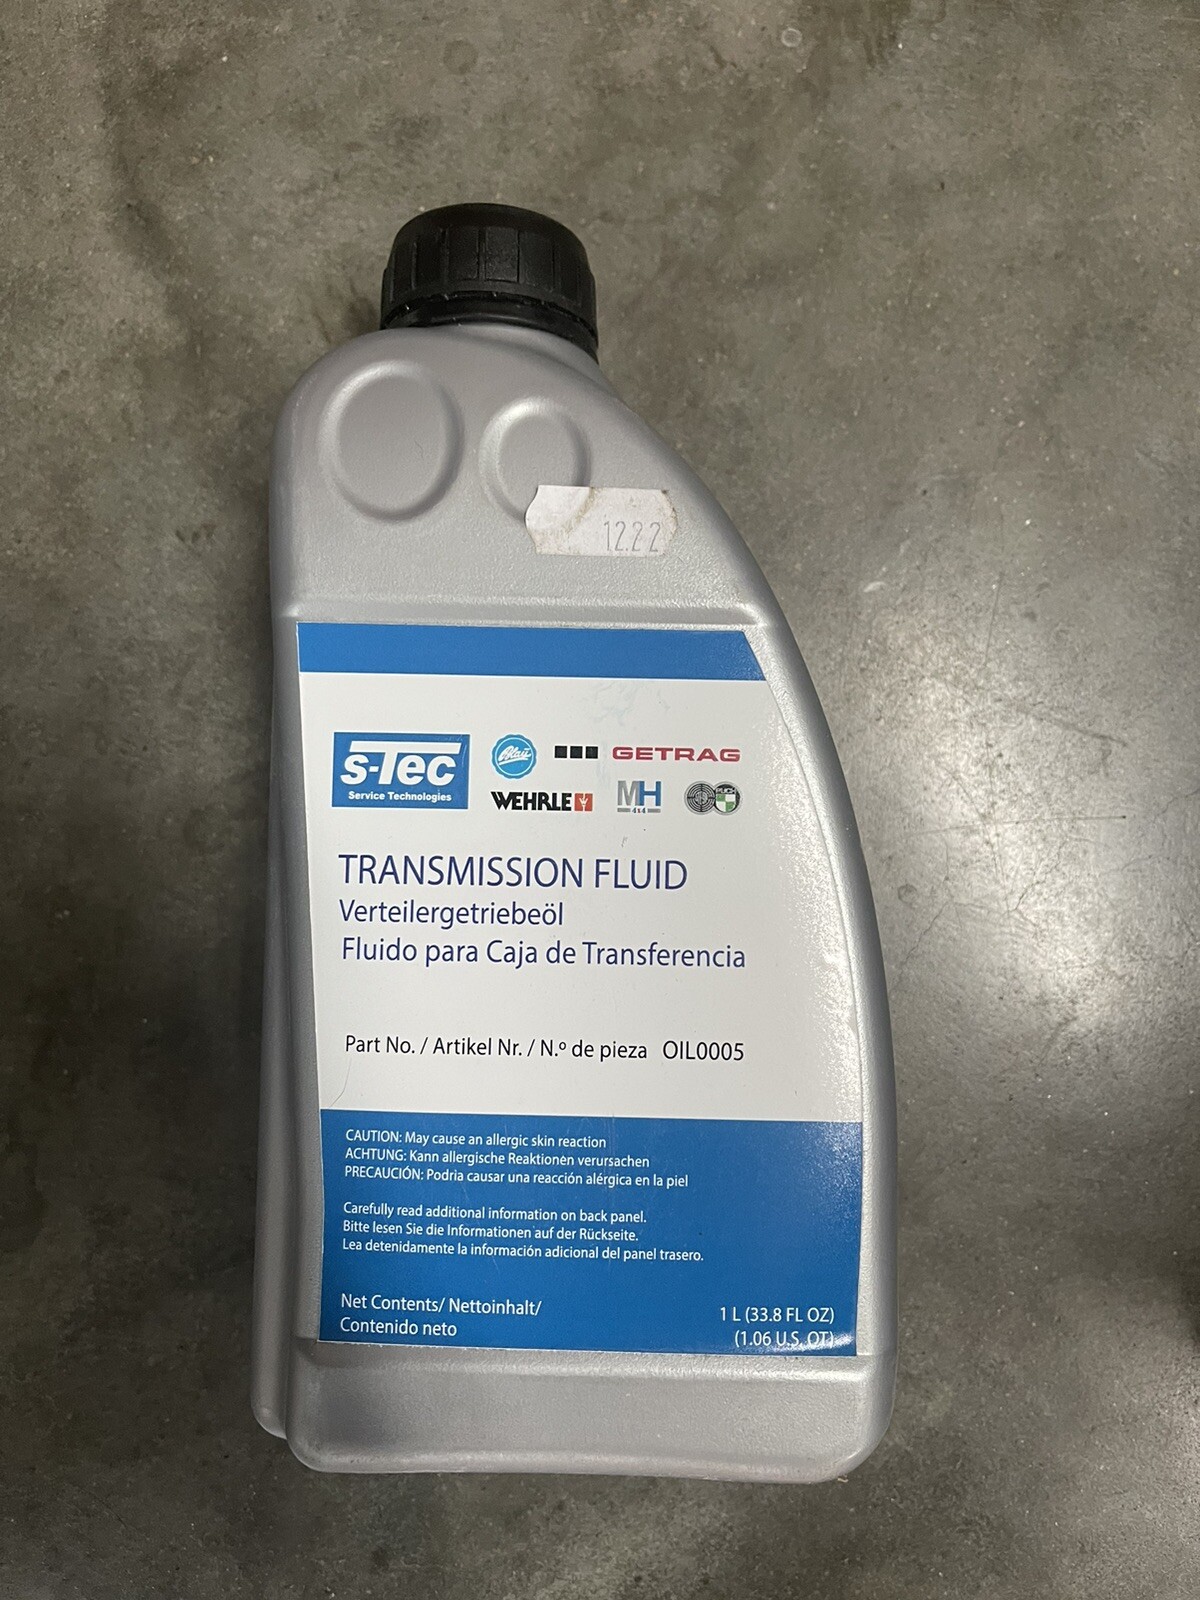 12.22
s-Tec
Service Technologies
Blau
GETRAG
WEHRLE
MH
4x4
PUCH
TRANSMISSION FLUID
Verteilergetriebeöl
Fluido para Caja de Transferencia
Part No. / Artikel Nr. / N.º de pieza OIL0005
CAUTION: May cause an allergic skin reaction
ACHTUNG: Kann allergische Reaktionen verursachen
PRECAUCIÓN: Podria causar una reacción alérgica en la piel
Carefully read additional information on back panel.
Bitte lesen Sie die Informationen auf der Rückseite.
Lea detenidamente la información adicional del panel trasero.
Net Contents/ Nettoinhalt/
Contenido neto
1 L (33.8 FL OZ)
(1.06 U.S. QT)